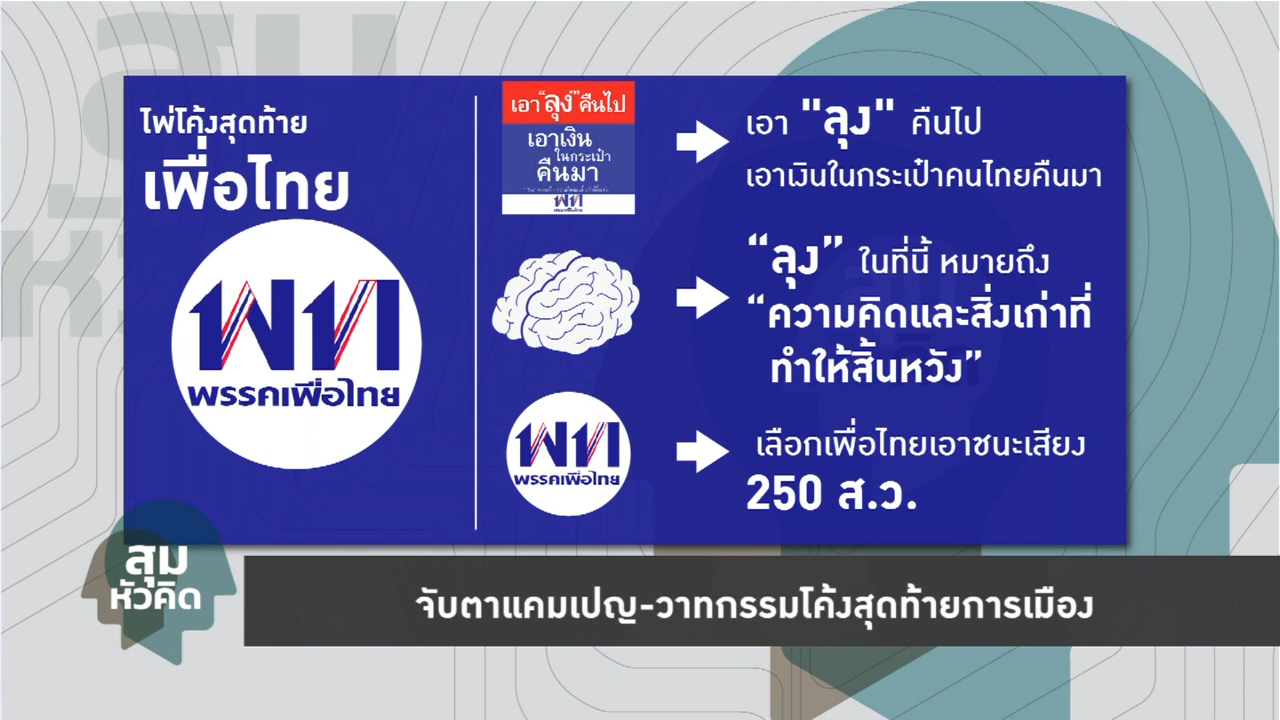 ไพ่โค้งสุดท้าย
เพื่อไทย
พท
พรรคเพื่อไทย
เอา“ลุง”คืนไป
เอาเงิน
ในกระเป๋า
คืนมา
พท
เอา "ลุง" คืนไป
เอาเงินในกระเป๋าคนไทยคืนมา
“ลุง” ในที่นี้ หมายถึง
“ความคิดและสิ่งเก่าที่
ทำให้สิ้นหวัง”
พท
พรรคเพื่อไทย
เลือกเพื่อไทยเอาชนะเสียง
250 ส.ว.
สุม
หัวคิด
จับตาแคมเปญ-วาทกรรมโค้งสุดท้ายการเมือง